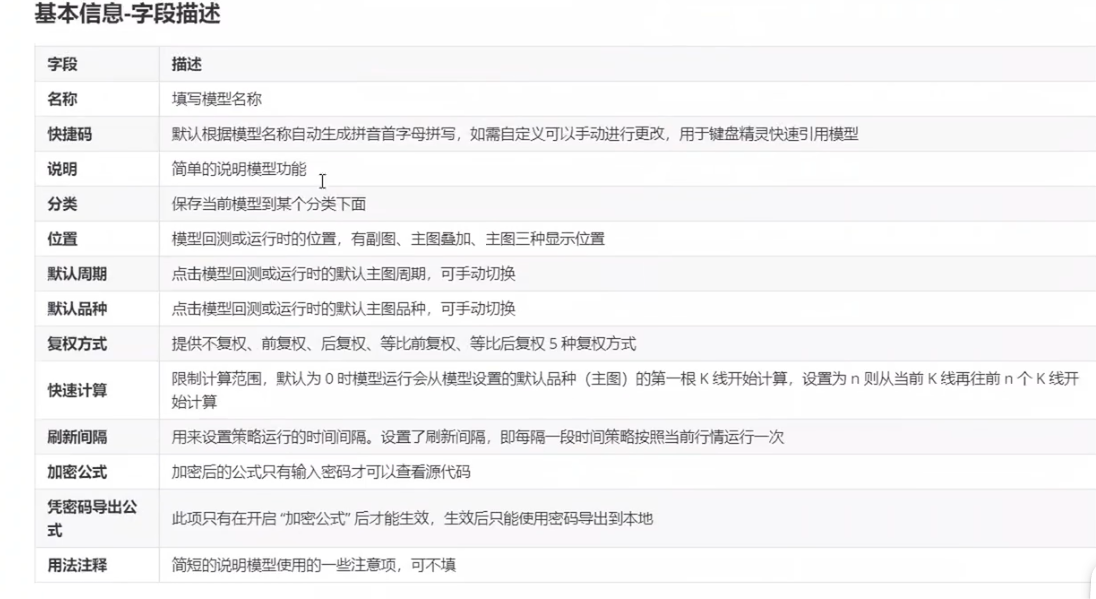 基本信息-字段描述
字段 描述
名称 填写模型名称
快捷码 默认根据模型名称自动生成拼音首字母拼写，如需自定义可以手动进行更改，用于键盘精灵快速引用模型
说明 简单的说明模型功能
分类 保存当前模型到某个分类下面
位置 模型回测或运行时的位置，有副图、主图叠加、主图三种显示位置
默认周期 点击模型回测或运行时的默认主图周期，可手动切换
默认品种 点击模型回测或运行时的默认主图品种，可手动切换
复权方式 提供不复权、前复权、后复权、等比前复权、等比后复权 5 种复权方式
快速计算 限制计算范围，默认为 0 时模型运行会从模型设置的默认品种（主图）的第一根 K 线开始计算，设置为 n 则从当前 K 线再往前 n 个 K 线开
始计算
刷新间隔 用来设置策略运行的时间间隔。设置了刷新间隔，即每隔一段时间策略按照当前行情运行一次
加密公式 加密后的公式只有输入密码才可以查看源代码
凭密码导出公
式 此项只有在开启 “加密公式” 后才能生效，生效后只能使用密码导出到本地
用法注释 简短的说明模型使用的一些注意项，可不填